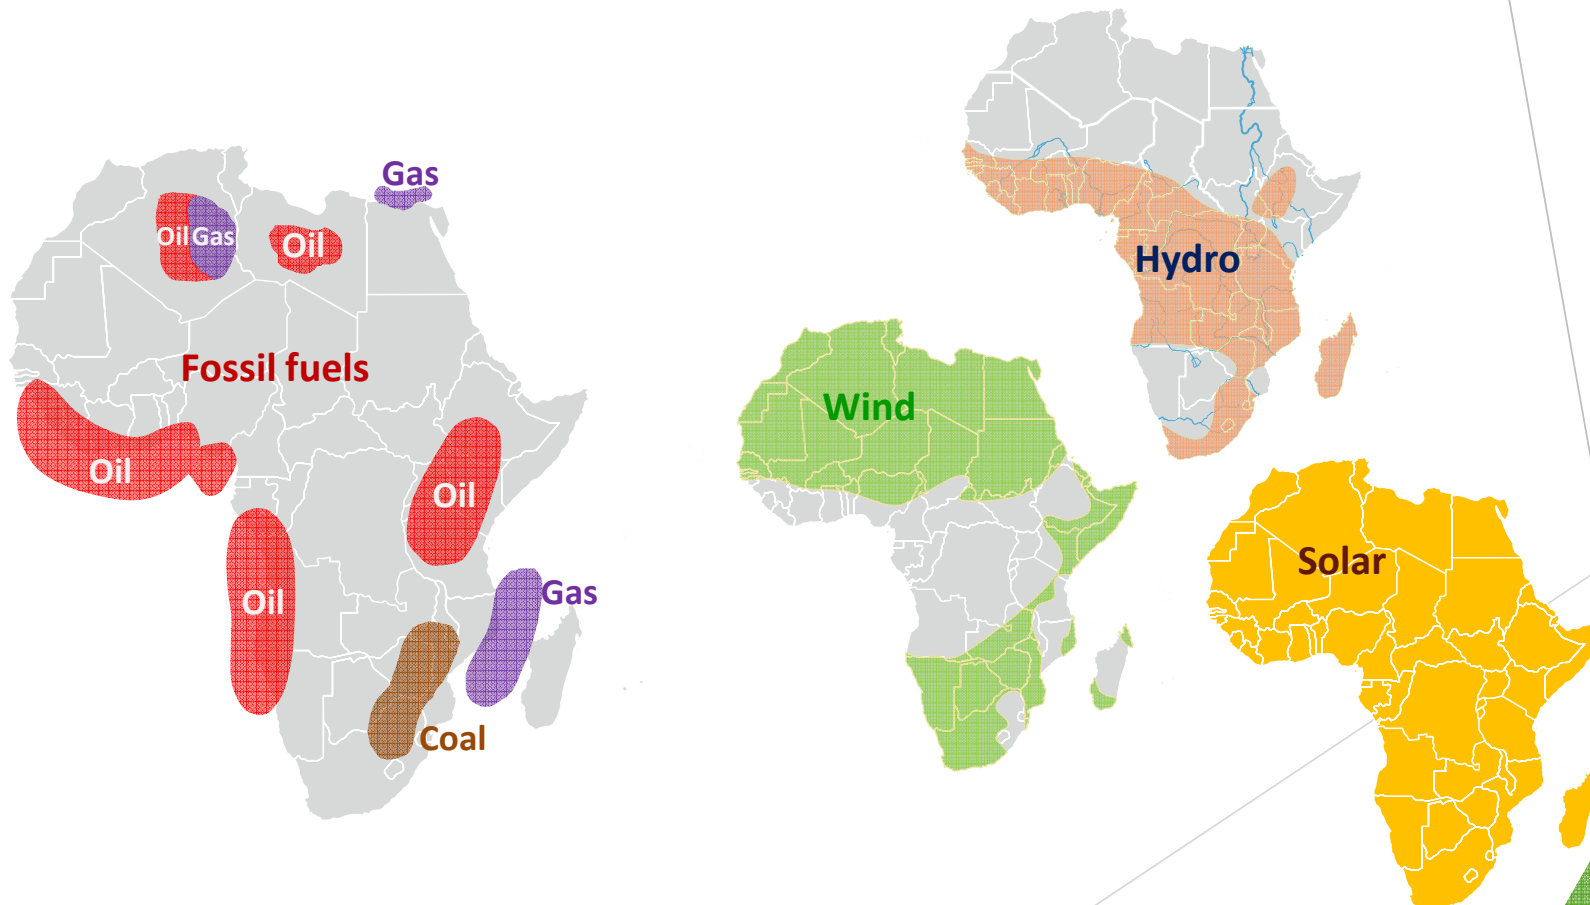 Gas
Oil
Gas
Oil
Fossil fuels
Oil
Oil
Oil
Gas
Coal
Hydro
Wind
Solar